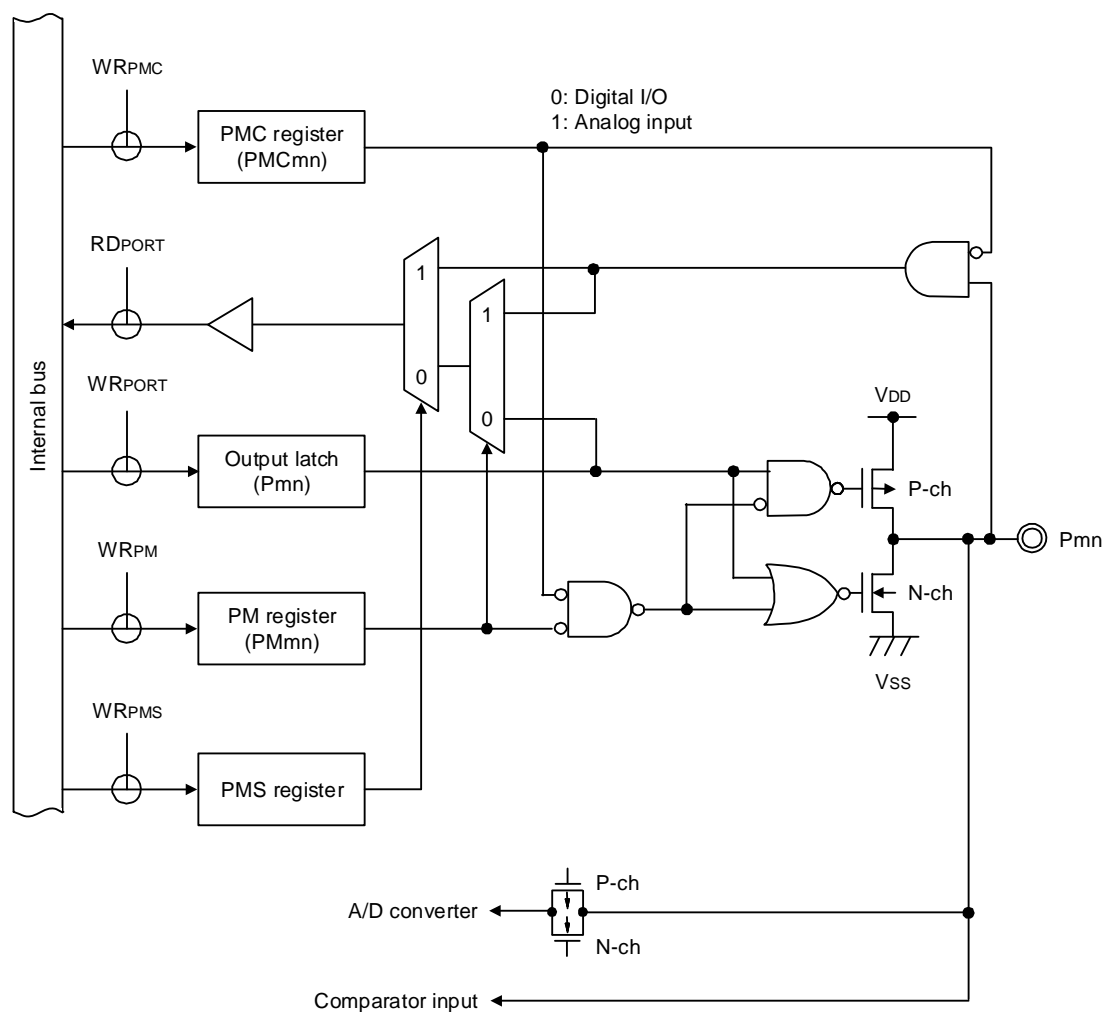 WRPMC
0: Digital I/O
1: Analog input
PMC register
(PMCmn)
RDPORT
1
1
0
0
Internal bus
WRPORT
VDD
Output latch
(Pmn)
P-ch
Pmn
WRPM
N-ch
PM register
(PMmn)
VSS
WRPMS
PMS register
P-ch
A/D converter
N-ch
Comparator input